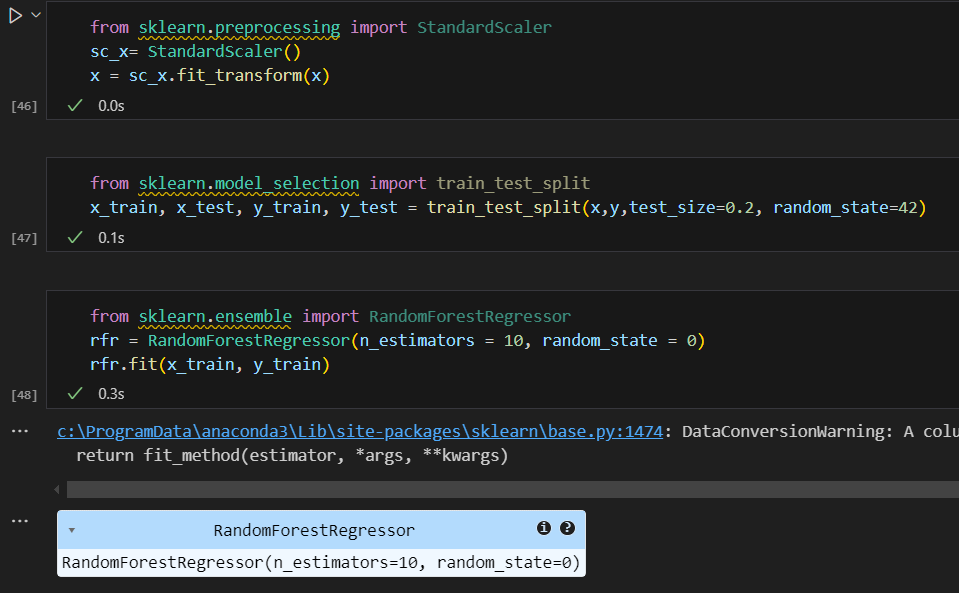 from sklearn.preprocessing import StandardScaler
sc_x= StandardScaler()
x = sc_x.fit_transform(x)
[46]
0.0s
from sklearn.model_selection import train_test_split
x_train, x_test, y_train, y_test = train_test_split(x,y,test_size=0.2, random_state=42)
[47]
0.1s
from sklearn.ensemble import RandomForestRegressor
rfr = RandomForestRegressor(n_estimators = 10, random_state = 0)
rfr.fit(x_train, y_train)
[48]
0.3s
c:\ProgramData\anaconda3\Lib\site-packages\sklearn\base.py:1474: DataConversionWarning: A colu
return fit_method(estimator, *args, **kwargs)
RandomForestRegressor
RandomForestRegressor(n_estimators=10, random_state=0)